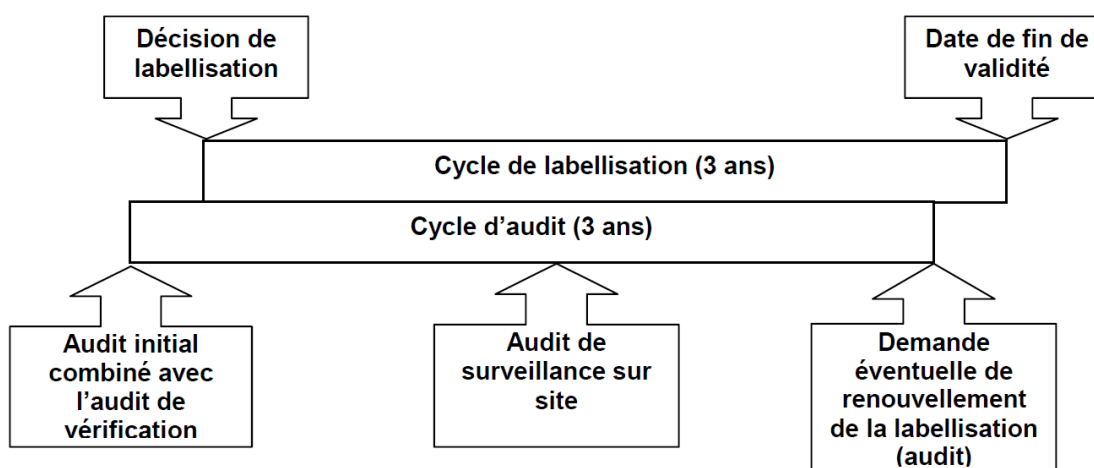 Décision de
labellisation
Date de fin de
validité
Cycle de labellisation (3 ans)
Cycle d'audit (3 ans)
Audit initial
combiné avec
l'audit de
vérification
Audit de
surveillance sur
site
Demande
éventuelle de
renouvellement
de la labellisation
(audit)